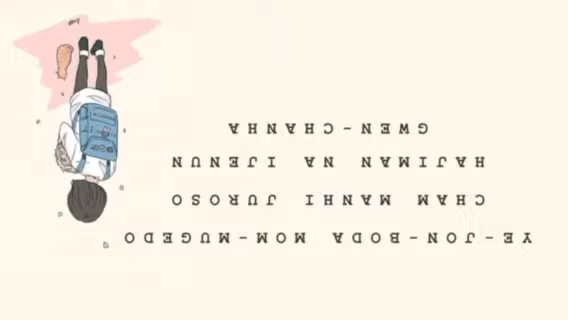 YE-JON-BODA MOM-MUGEDO
CHAM MANHI JUROSO
HAJIMAN NA IJENUN
GWEN-CHANHA